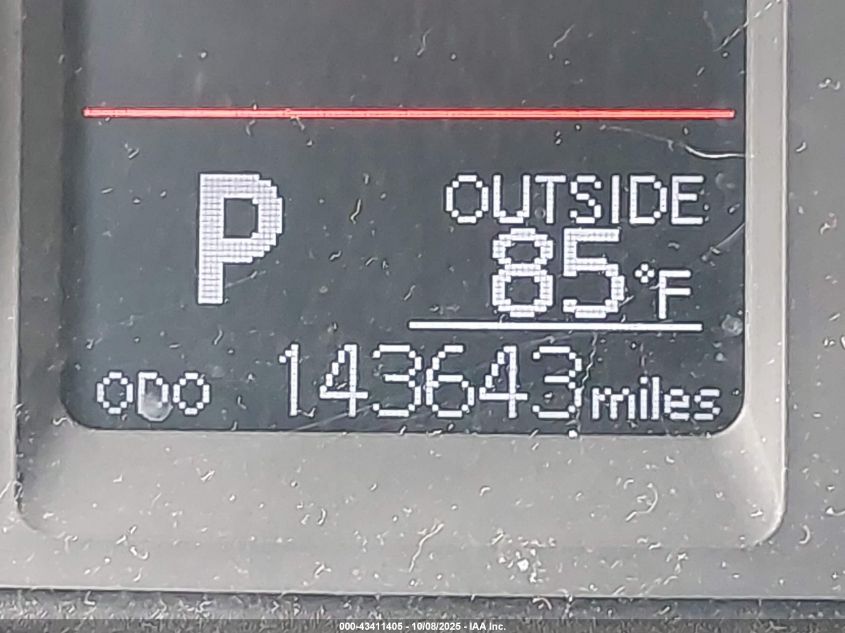 P
OUTSIDE
85°F
ODO 143643 miles
000-43411405 - 10/08/2025 - IAA Inc.